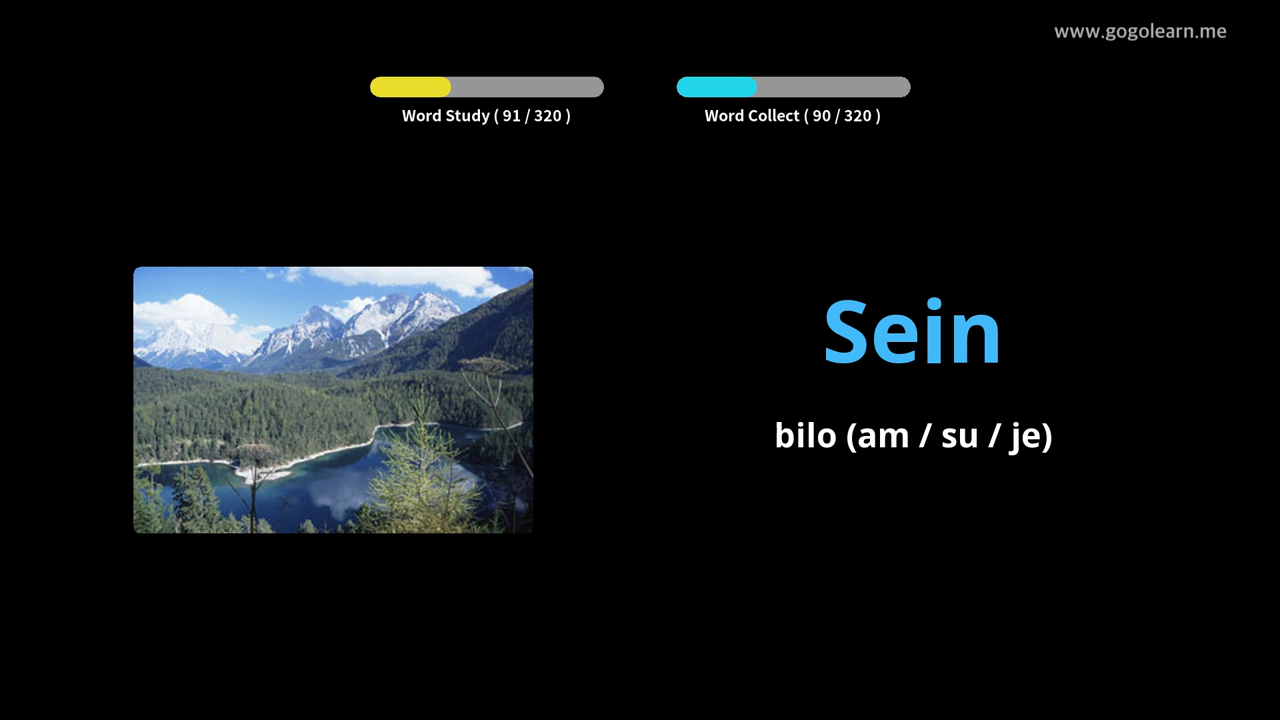 www.gogolearn.me
Word Study ( 91 / 320 )
Word Collect ( 90 / 320 )
Sein
bilo (am / su / je)